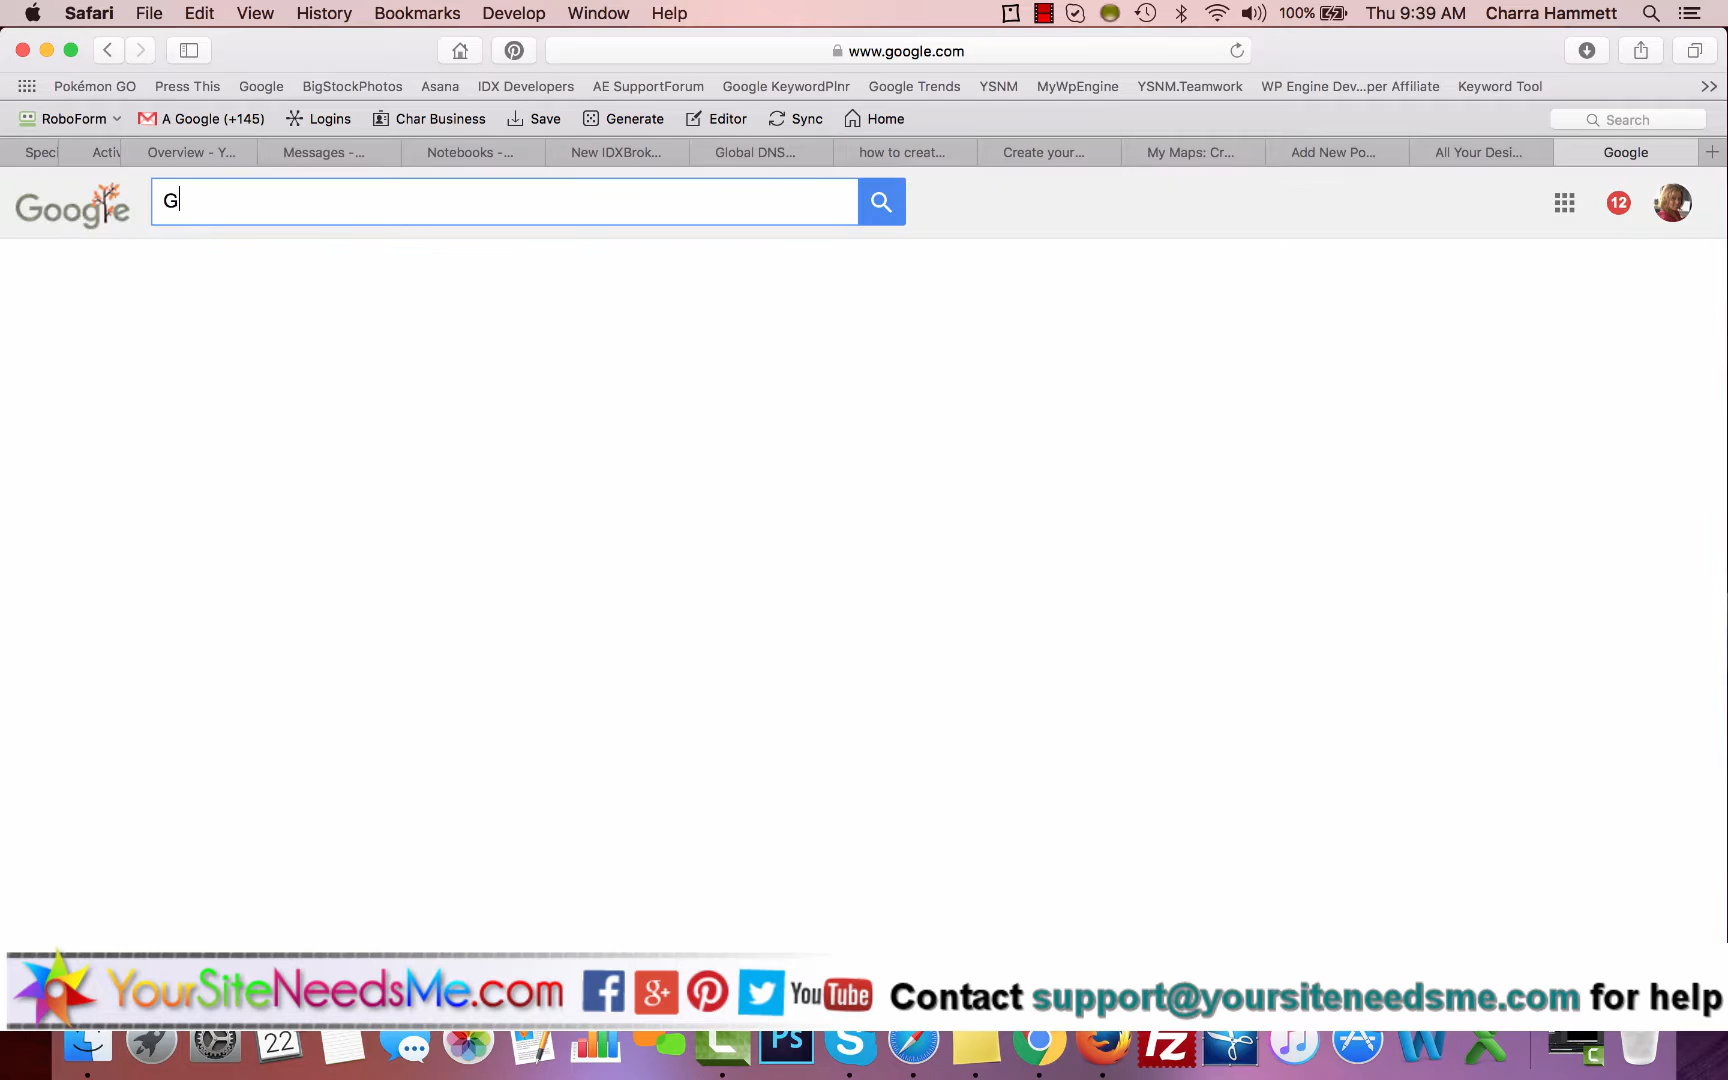 Safari File Edit View History Bookmarks Develop Window Help 100% Thu 9:39 AM Charra Hammett
www.google.com
Pokémon GO Press This Google BigStockPhotos Asana IDX Developers AE SupportForum Google KeywordPlnr Google Trends YSNM MyWpEngine YSNM.Teamwork WP Engine Dev...per Affiliate Keyword Tool
RoboForm A Google (+145) Logins Char Business Save Generate Editor Sync Home Search
Speci Activ Overview - Y... Messages -... Notebooks -... New IDXBrok... Global DNS... how to creat... Create your... My Maps: Cr... Add New Po... All Your Desi... Google
Google G 12
YourSiteNeedsMe.com f g+ You Tube Contact support@yoursiteneedsme.com for help
22 Ps S FZ W X C